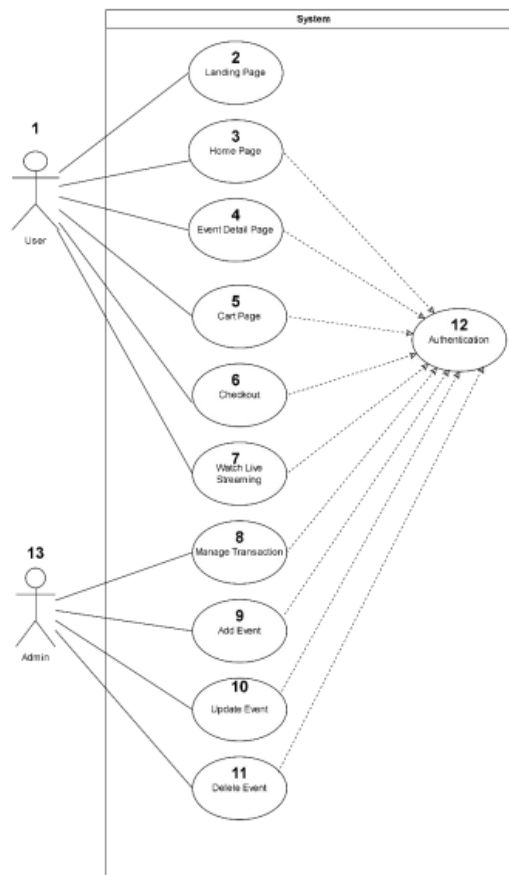 System
2
Landing Page
1
User
3
Home Page
4
Event Detail Page
5
Cart Page
12
Authentication
6
Checkout
7
Watch Live
Streaming
8
Manage Transaction
13
Admin
9
Add Event
10
Update Event
11
Delete Event